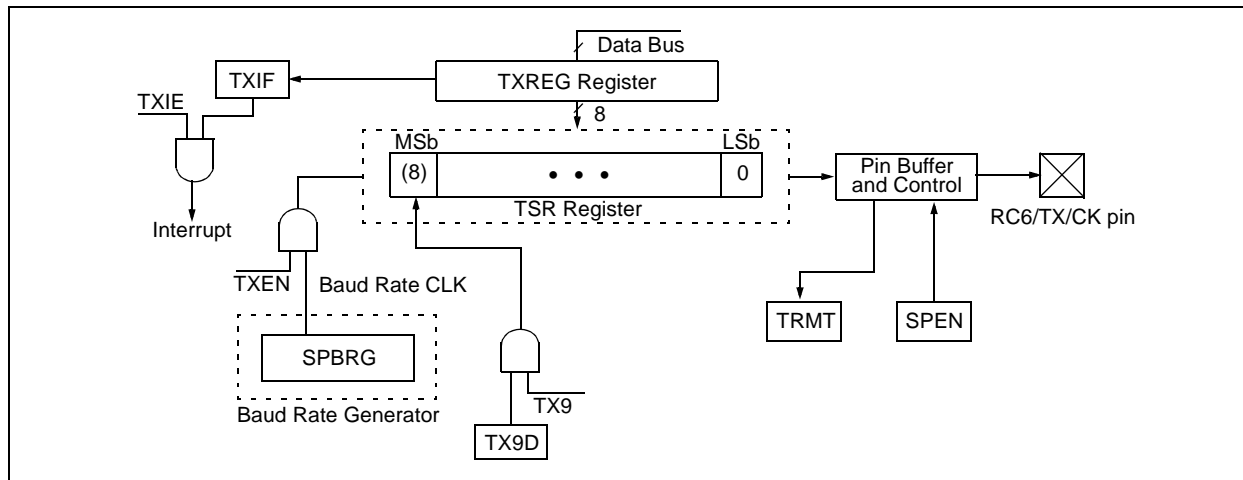 Data Bus
TXREG Register
TXIF
8
TXIE
MSb
LSb
(8)
• • •
0
TSR Register
Pin Buffer
and Control
RC6/TX/CK pin
Interrupt
TXEN
Baud Rate CLK
TRMT
SPEN
SPBRG
Baud Rate Generator
TX9
TX9D